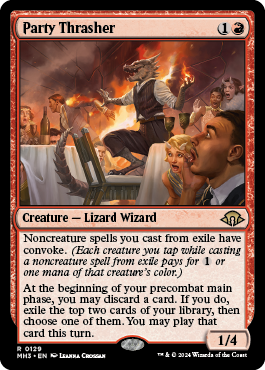 Party Thrasher 1
Creature — Lizard Wizard
Noncreature spells you cast from exile have
convoke. (Each creature you tap while casting
a noncreature spell from exile pays for 1 or
one mana of that creature's color.)
At the beginning of your precombat main
phase, you may discard a card. If you do,
exile the top two cards of your library, then
choose one of them. You may play that
card this turn.
1/4
R 0129
MH3 • EN LEANNA CROSSAN
™ & © 2024 Wizards of the Coast